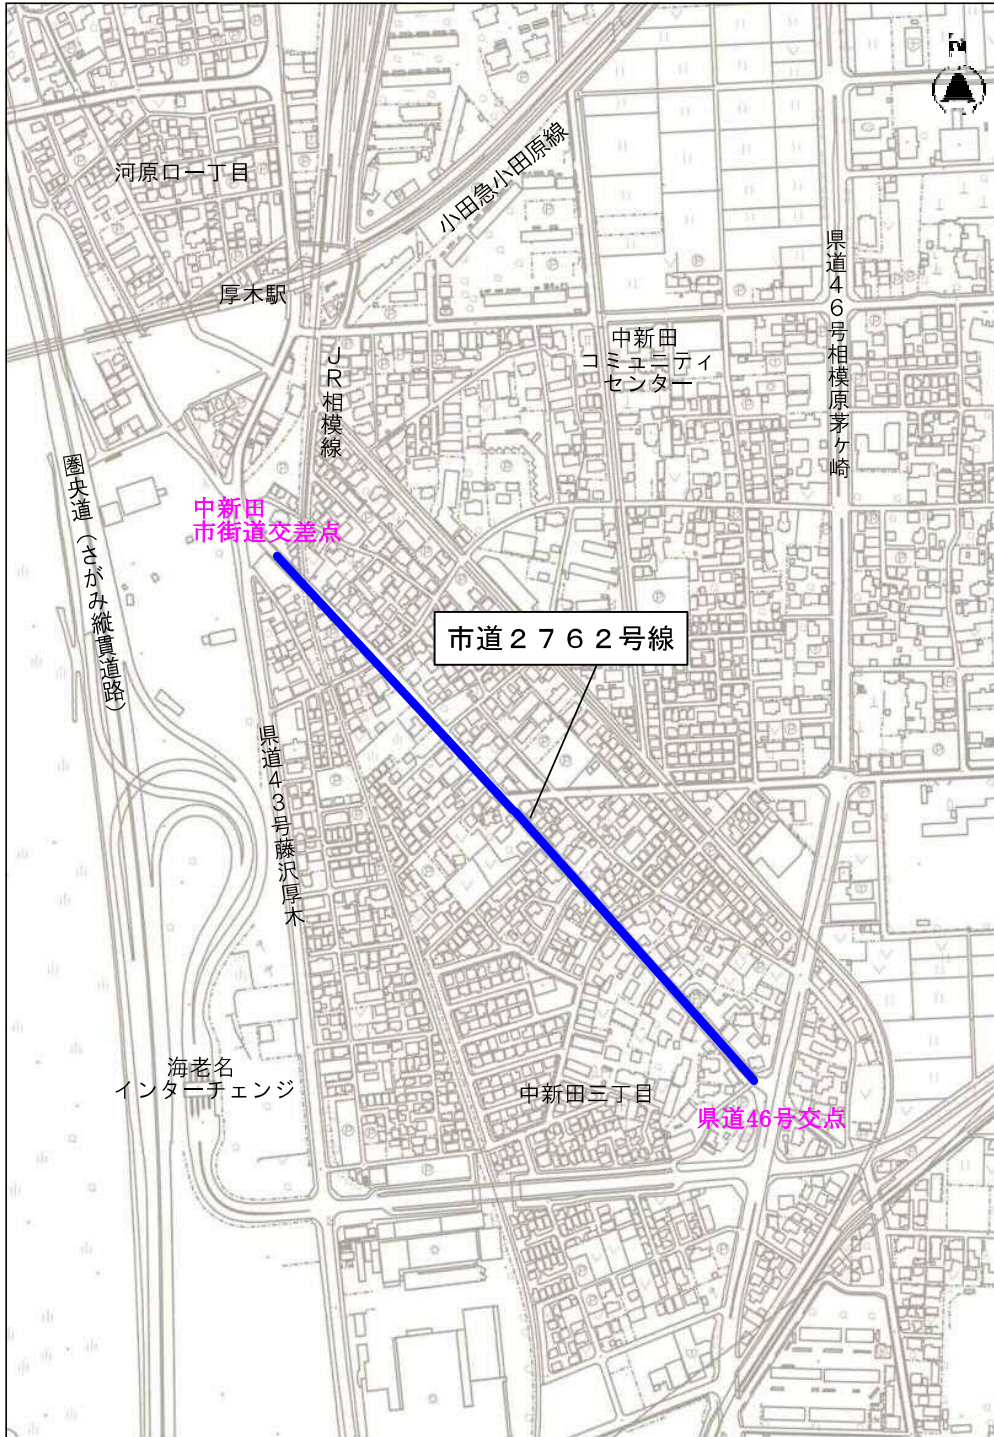 N
河原口一丁目
小田急小田原線
厚木駅
県道46号相模原茅ヶ崎
中新田
コミュニティ
センター
JR相模線
圏央道(さがみ縦貫道路)
中新田
市街道交差点
市道2762号線
県道43号藤沢厚木
海老名
インターチェンジ
中新田三丁目
県道46号交点